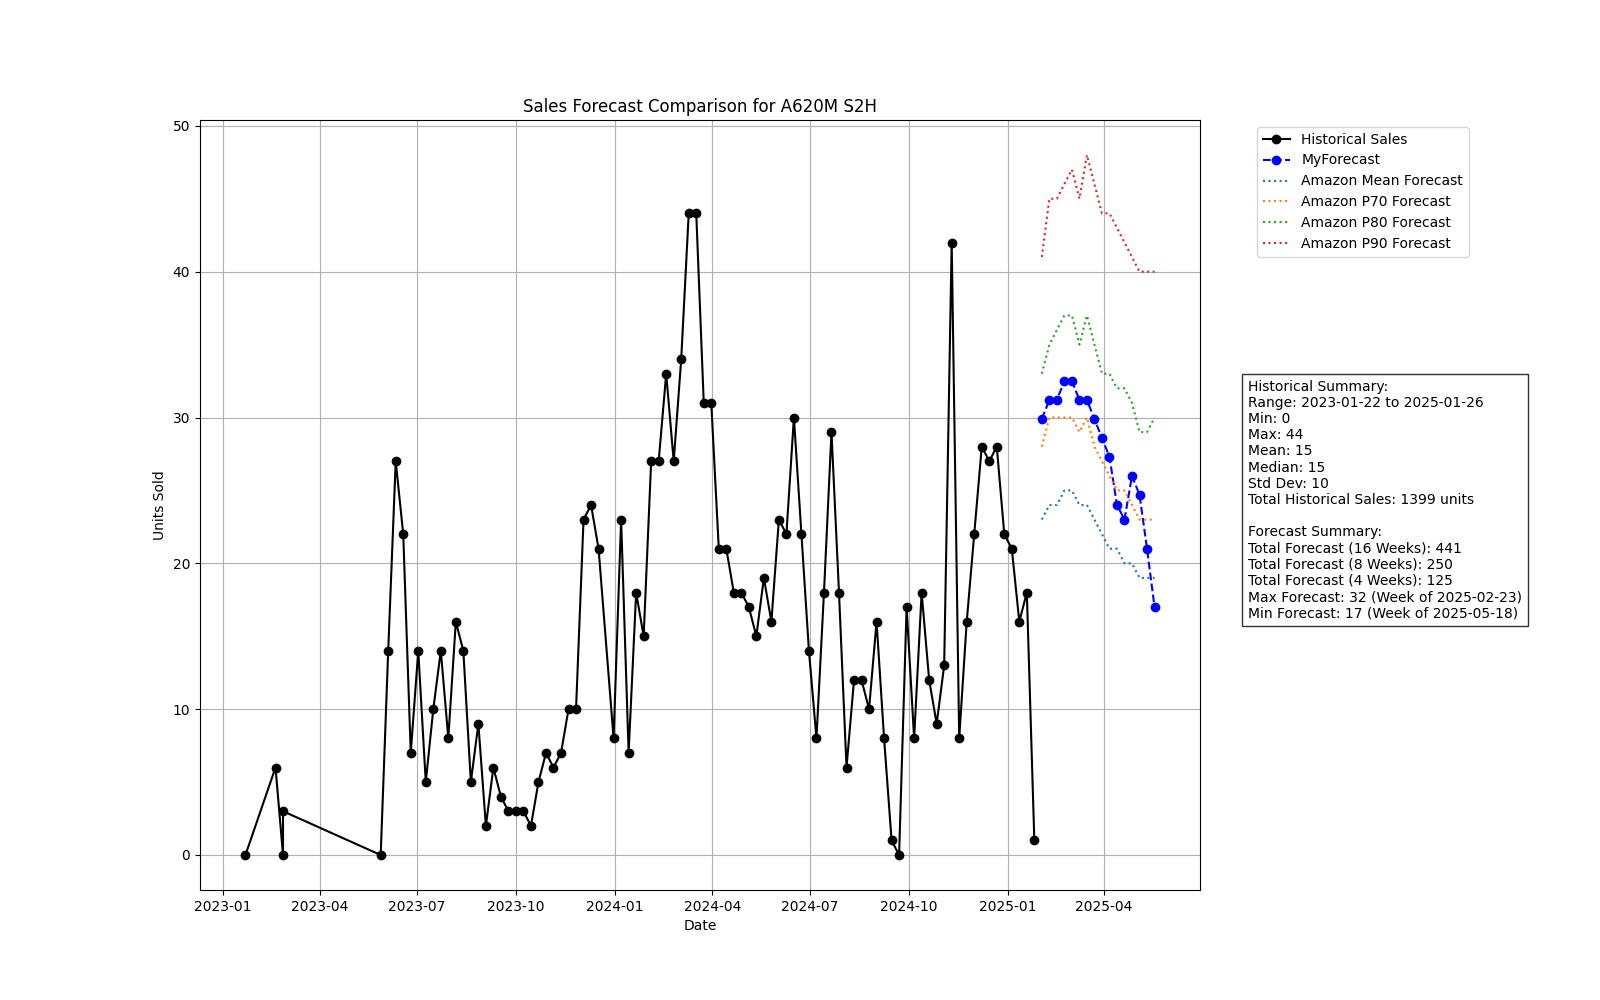 Sales Forecast Comparison for A620M S2H
50
40
30
20
10
0
Units Sold
2023-01
2023-04
2023-07
2023-10
2024-01
2024-04
2024-07
2024-10
2025-01
2025-04
Date
Historical Sales
MyForecast
Amazon Mean Forecast
Amazon P70 Forecast
Amazon P80 Forecast
Amazon P90 Forecast
Historical Summary:
Range: 2023-01-22 to 2025-01-26
Min: 0
Max: 44
Mean: 15
Median: 15
Std Dev: 10
Total Historical Sales: 1399 units
Forecast Summary:
Total Forecast (16 Weeks): 441
Total Forecast (8 Weeks): 250
Total Forecast (4 Weeks): 125
Max Forecast: 32 (Week of 2025-02-23)
Min Forecast: 17 (Week of 2025-05-18)